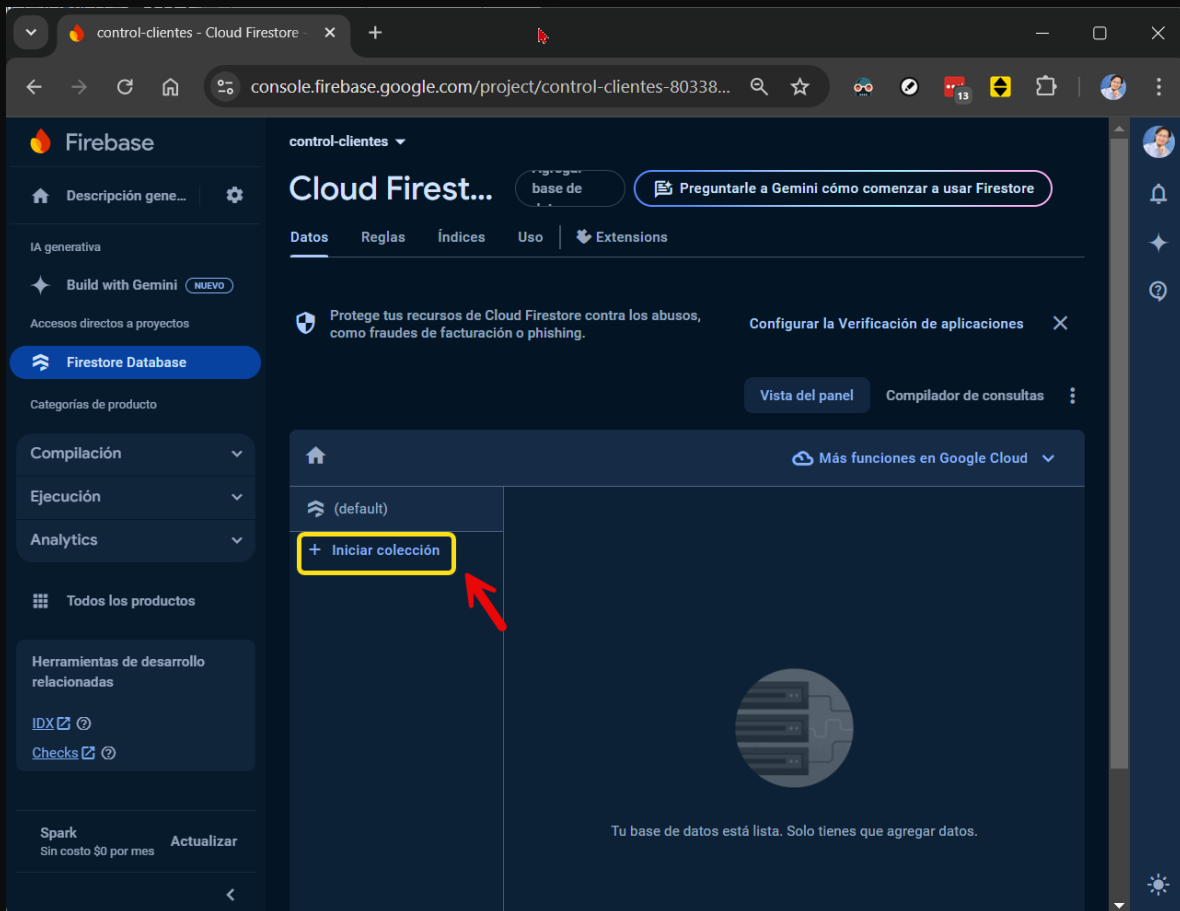 control-clientes - Cloud Firestore -
console.firebase.google.com/project/control-clientes-80338...
13
Firebase
Descripción gene...
IA generativa
Build with Gemini NUEVO
Accesos directos a proyectos
Firestore Database
Categorías de producto
Compilación
Ejecución
Analytics
Todos los productos
Herramientas de desarrollo
relacionadas
IDX
Checks
Spark
Sin costo $0 por mes
Actualizar
control-clientes
Cloud Firest...
base de
Preguntarle a Gemini cómo comenzar a usar Firestore
Datos Reglas Índices Uso Extensions
Protege tus recursos de Cloud Firestore contra los abusos,
como fraudes de facturación o phishing.
Configurar la Verificación de aplicaciones
Vista del panel Compilador de consultas
Más funciones en Google Cloud
(default)
+ Iniciar colección
Tu base de datos está lista. Solo tienes que agregar datos.